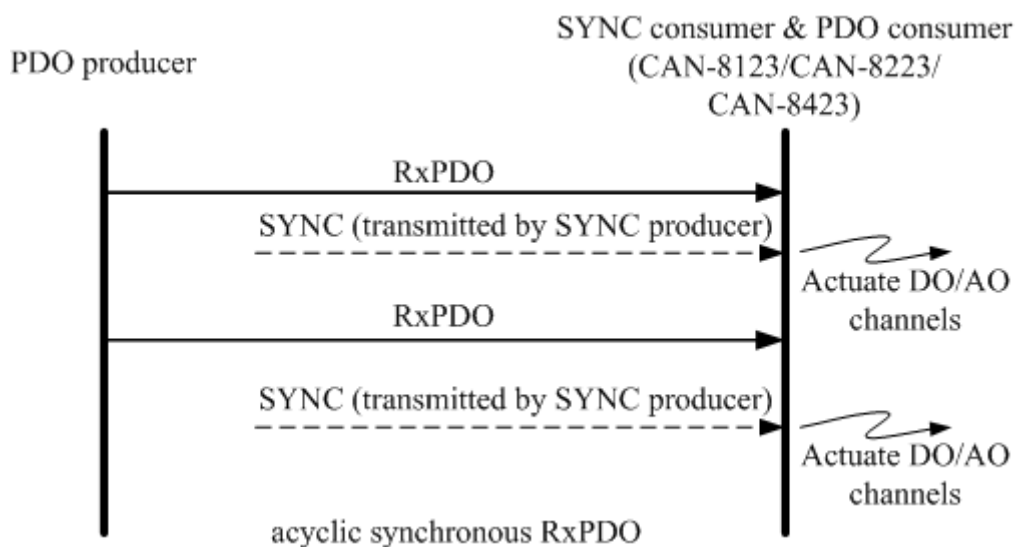 SYNC consumer & PDO consumer
PDO producer
(CAN-8123/CAN-8223/
CAN-8423)
RxPDO
SYNC (transmitted by SYNC producer)
Actuate DO/AO
channels
RxPDO
SYNC (transmitted by SYNC producer)
Actuate DO/AO
channels
acyclic synchronous RxPDO